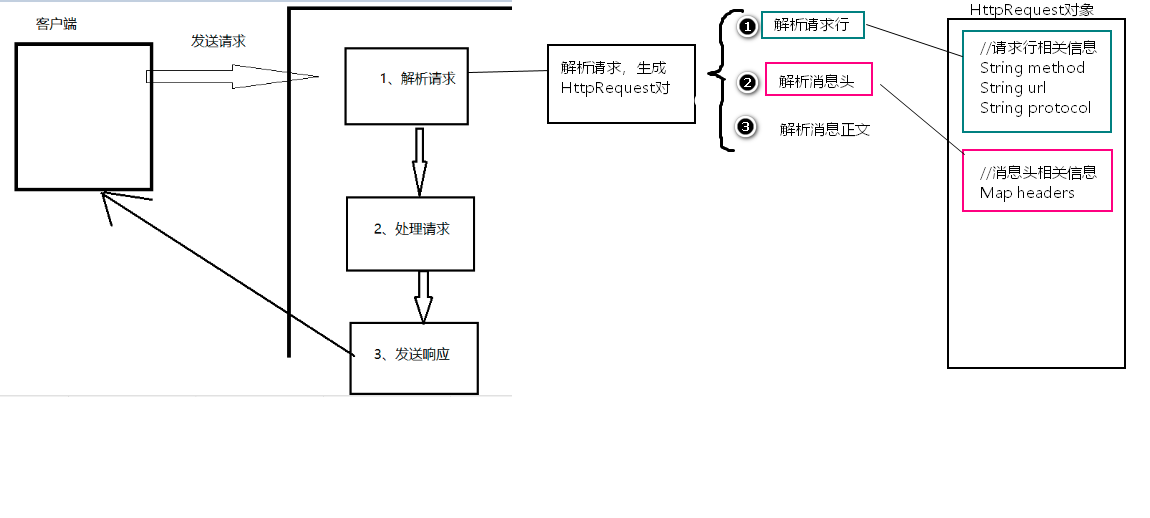 客户端
发送请求
1、解析请求
2、处理请求
3、发送响应
解析请求，生成
HttpRequest对
1 解析请求行
2 解析消息头
3 解析消息正文
HttpRequest对象
//请求行相关信息
String method
String url
String protocol
//消息头相关信息
Map headers